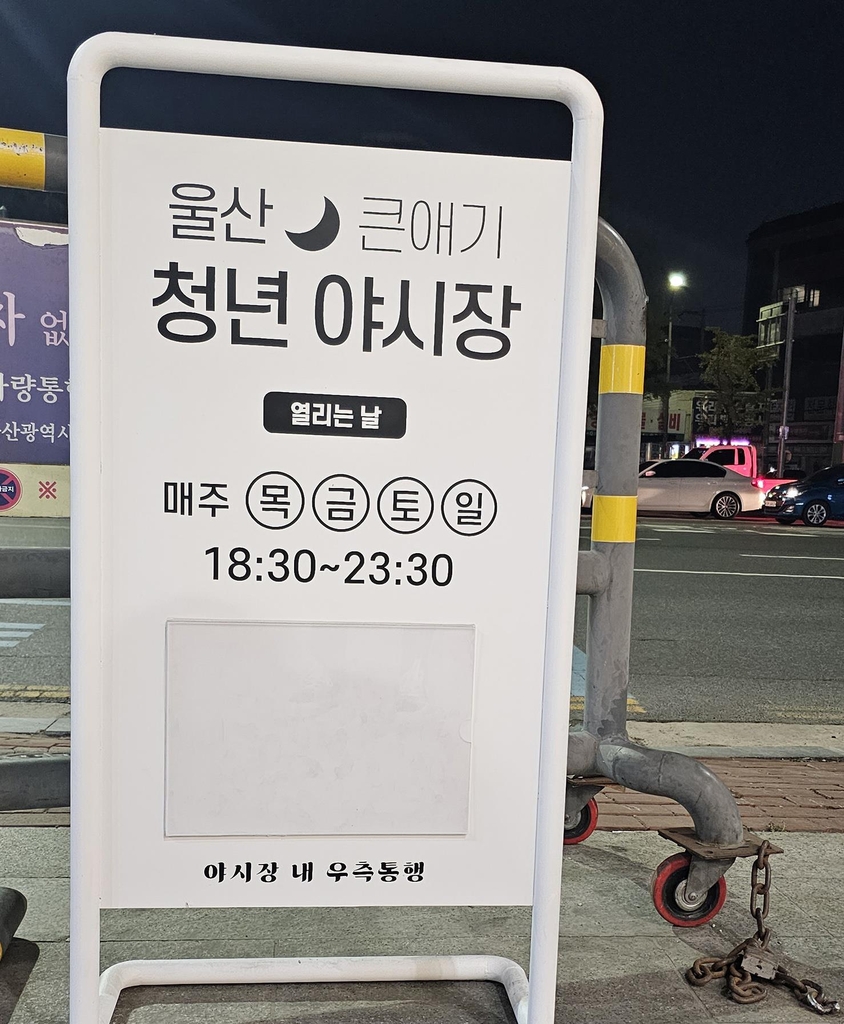 울산 큰애기
청년 야시장
열리는 날
매주 목 금 토 일
18:30~23:30
야시장 내 우측통행